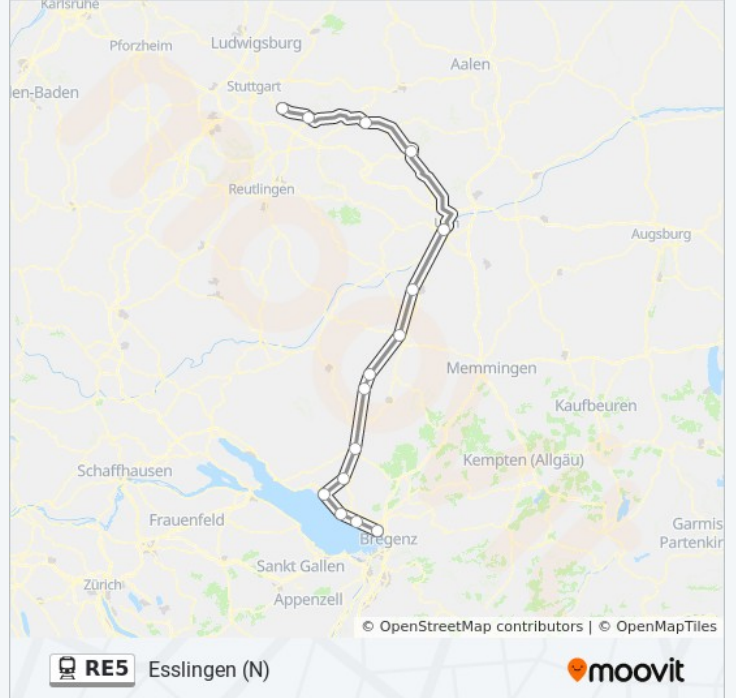 Karlsruhe
Pforzheim
Ludwigsburg
Aalen
en-Baden
Stuttgart
Reutlingen
Augsburg
Memmingen
Kaufbeuren
Kempten (Allgäu)
Schaffhausen
Frauenfeld
Garmis
Partenkir
Bregenz
Sankt Gallen
Zürich
Appenzell
© OpenStreetMap contributors | © OpenMapTiles
RE5 Esslingen (N) moovit